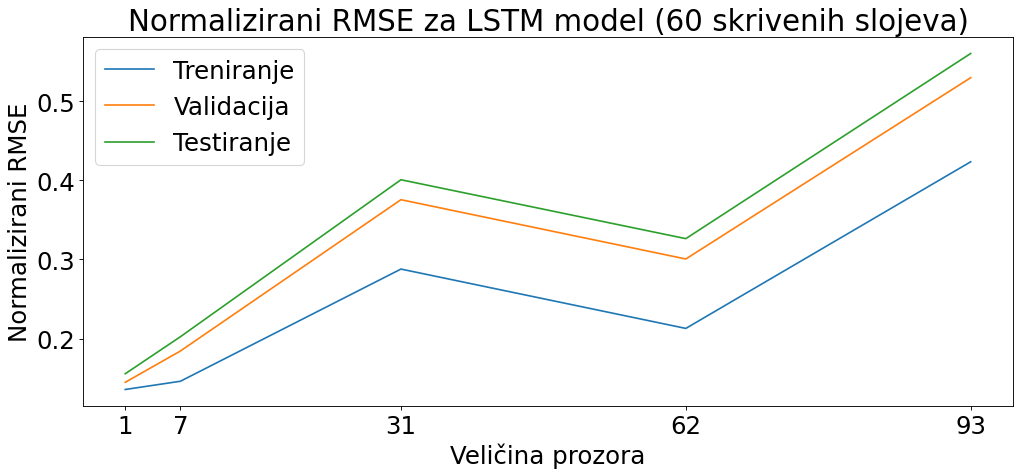 Normalizirani RMSE za LSTM model (60 skrivenih slojeva)
Treniranje
Validacija
Testiranje
Normalizirani RMSE
0.5
0.4
0.3
0.2
1 7 31 62 93
Veličina prozora